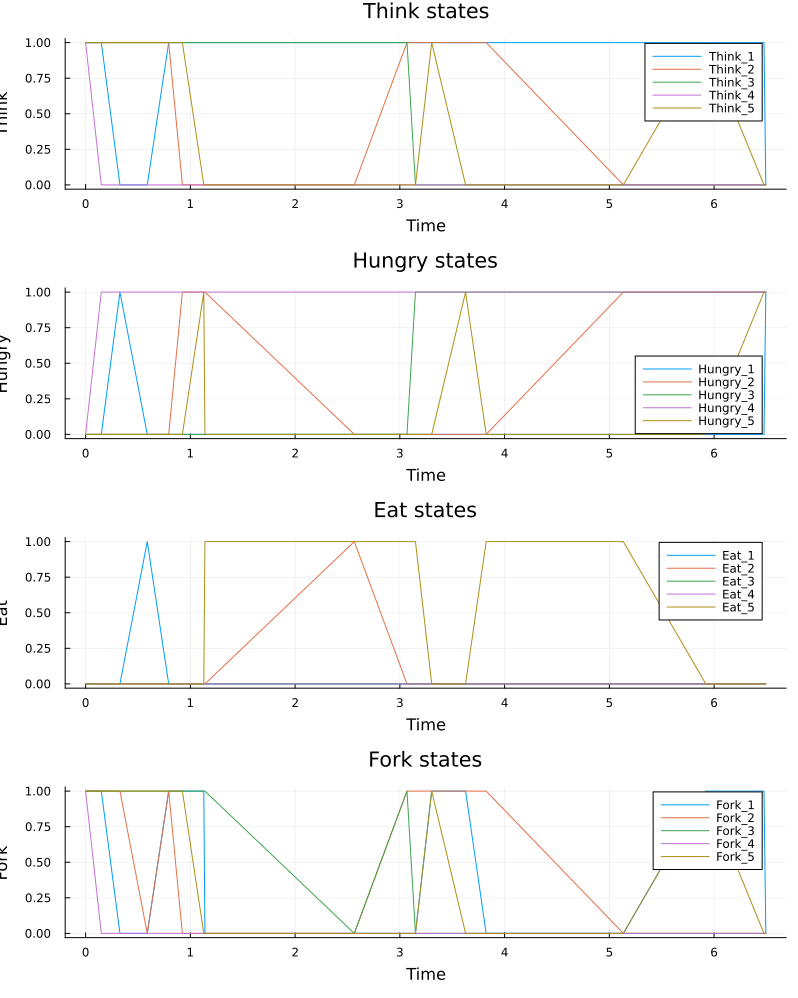 Think states
1.00
0.75
0.50
0.25
0.00
Think
Think_1
Think_2
Think_3
Think_4
Think_5
0 1 2 3 4 5 6
Time
Hungry states
1.00
0.75
0.50
0.25
0.00
Hungry
Hungry_1
Hungry_2
Hungry_3
Hungry_4
Hungry_5
0 1 2 3 4 5 6
Time
Eat states
1.00
0.75
0.50
0.25
0.00
Eat
Eat_1
Eat_2
Eat_3
Eat_4
Eat_5
0 1 2 3 4 5 6
Time
Fork states
1.00
0.75
0.50
0.25
0.00
Fork
Fork_1
Fork_2
Fork_3
Fork_4
Fork_5
0 1 2 3 4 5 6
Time